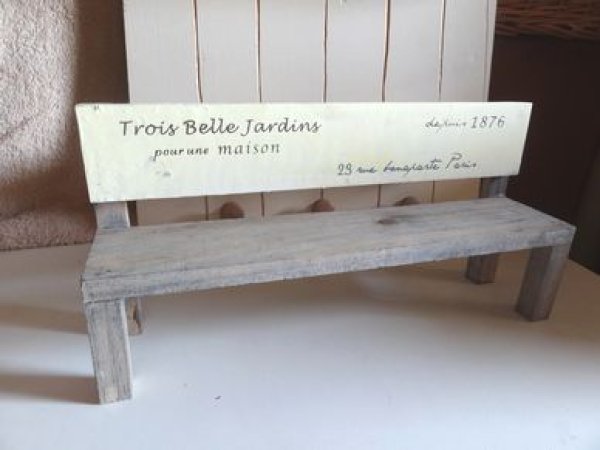 Trois Belle Jardins depuis 1876
pour une maison
29 rue bonaparte Paris